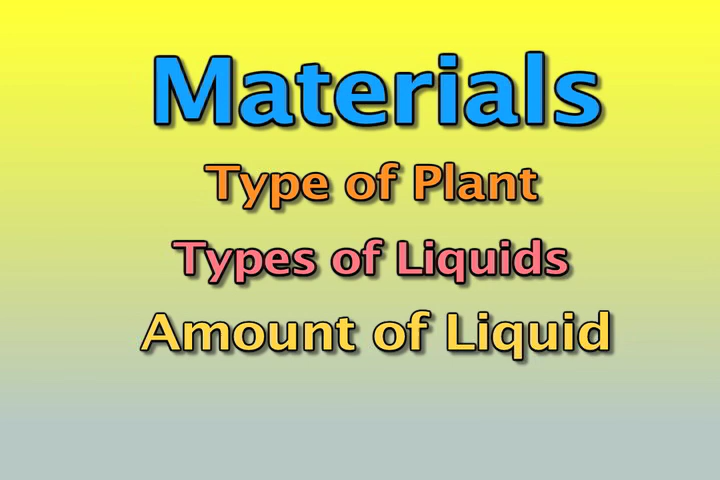 Materials
Type of Plant
Types of Liquids
Amount of Liquid